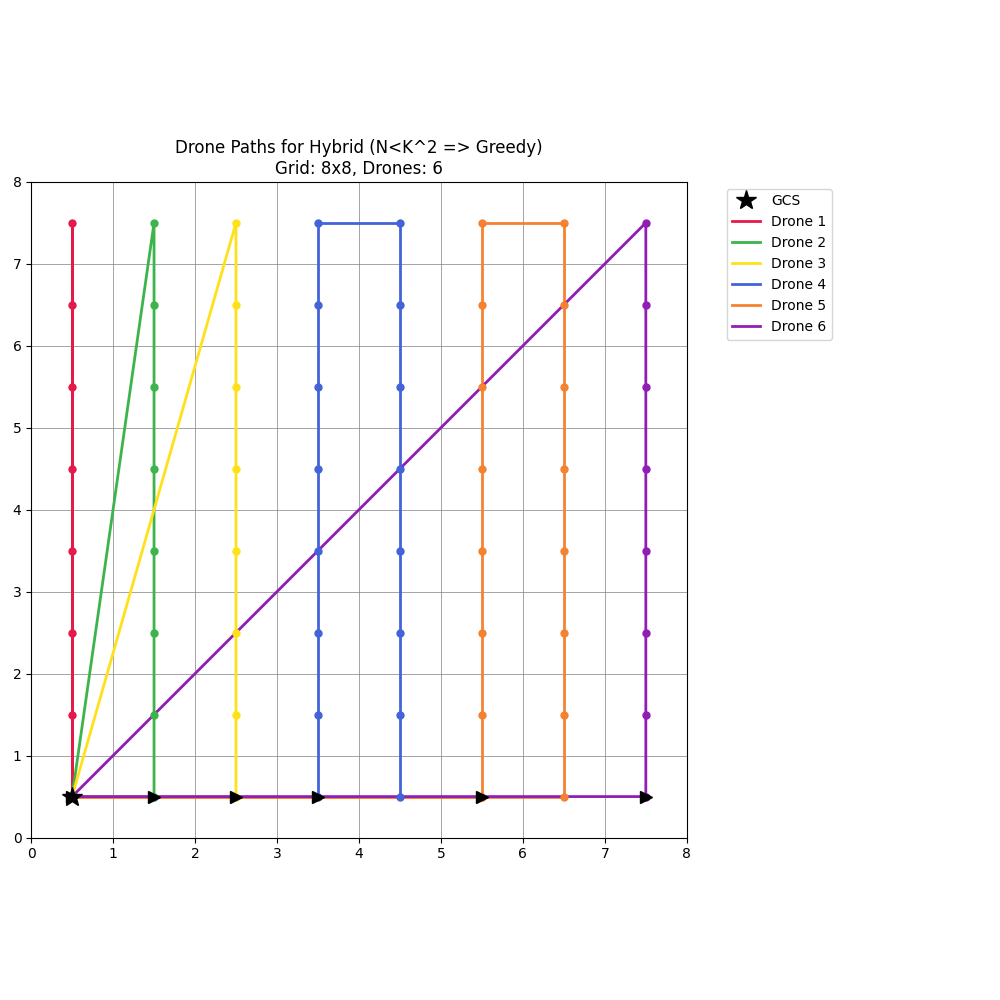 Drone Paths for Hybrid (N<K^2 => Greedy)
Grid: 8x8, Drones: 6
GCS
Drone 1
Drone 2
Drone 3
Drone 4
Drone 5
Drone 6
8
7
6
5
4
3
2
1
0
0 1 2 3 4 5 6 7 8